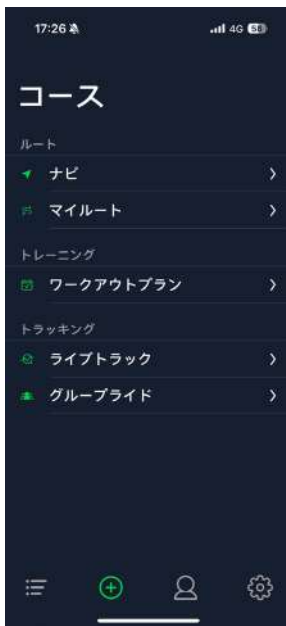 17:26 4G 58
コース
ルート
ナビ
マイルート
トレーニング
ワークアウトプラン
トラッキング
ライブトラック
グループライド